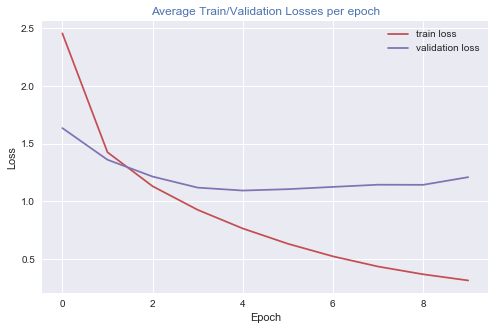 Average Train/Validation Losses per epoch
train loss
validation loss
2.5
2.0
1.5
1.0
0.5
Loss
0 2 4 6 8
Epoch